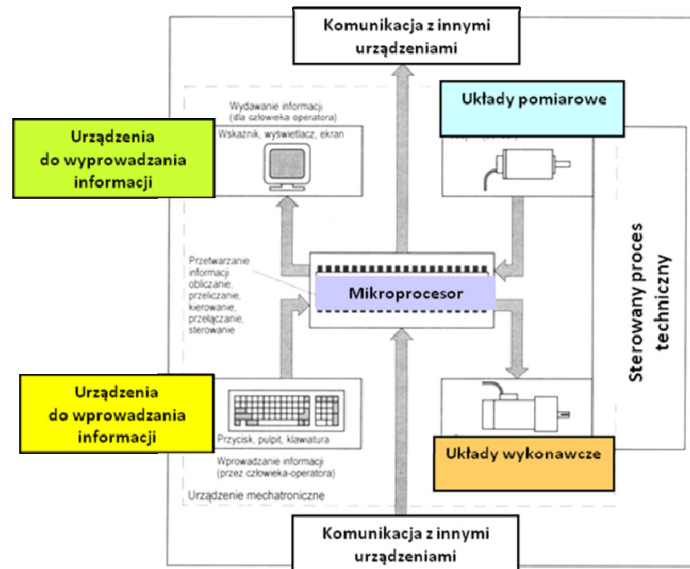 Komunikacja z innymi
urządzeniami
Wydawanie informacji
(dla człowieka-operatora)
Wskaźnik, wyświetlacz, ekran
Urządzenia
do wyprowadzania
informacji
Układy pomiarowe
Przetwarzanie
informacji
obliczanie,
przeliczanie,
kierowanie,
przełączanie,
sterowanie
Mikroprocesor
Sterowany proces
techniczny
Urządzenia
do wprowadzania
informacji
Przycisk, pulpit, klawiatura
Wprowadzanie informacji
(przez człowieka-operatora)
Urządzenie mechatroniczne
Układy wykonawcze
Komunikacja z innymi
urządzeniami